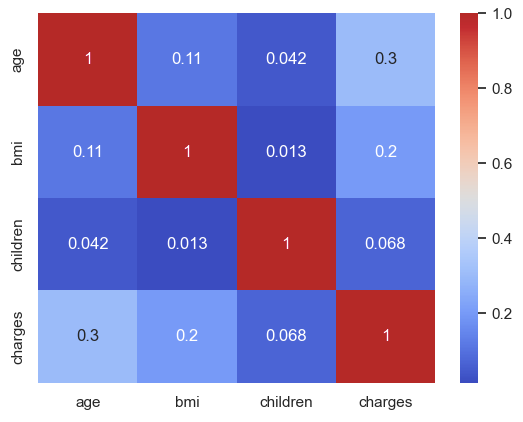 age 1 0.11 0.042 0.3
bmi 0.11 1 0.013 0.2
children 0.042 0.013 1 0.068
charges 0.3 0.2 0.068 1
age bmi children charges
1.0
0.8
0.6
0.4
0.2